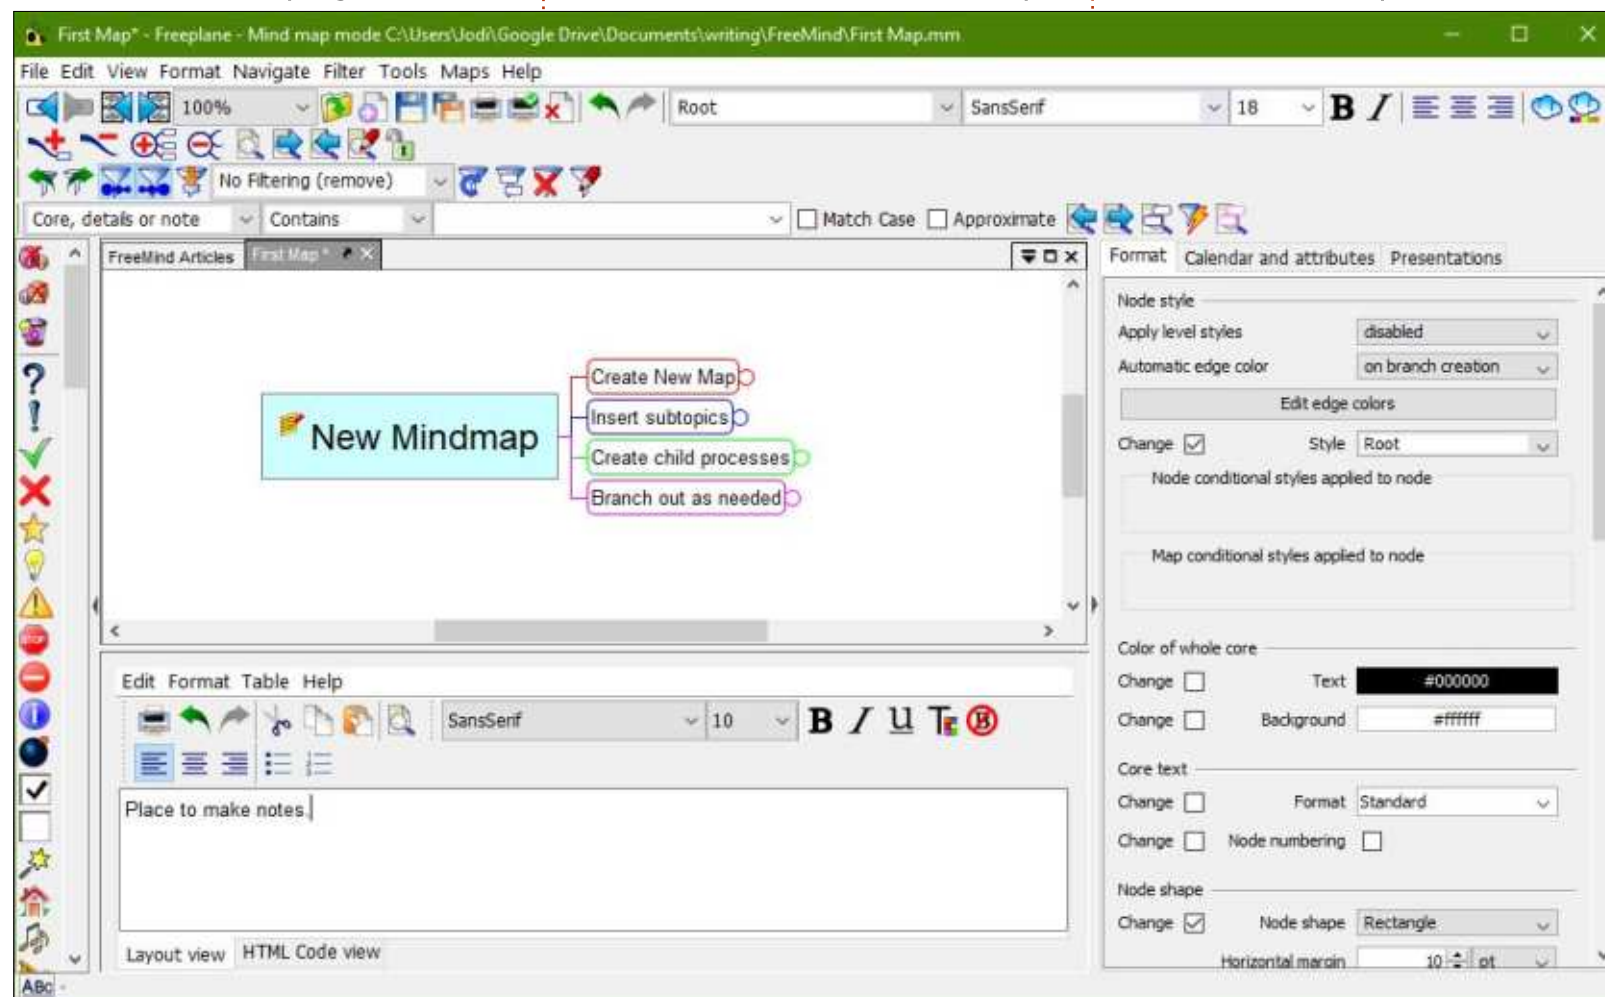 First Map* - Freeplane - Mind map mode C:\Users\Jodi\Google Drive\Documents\writing\FreeMind\First Map.mm
File Edit View Format Navigate Filter Tools Maps Help
100% Root SansSerif 18 B I
No Filtering (remove)
Core, details or note Contains Match Case Approximate
FreeMind Articles First Map *
Format Calendar and attributes Presentations
Node style
Apply level styles disabled
Automatic edge color on branch creation
Edit edge colors
Change Style Root
Node conditional styles applied to node
Map conditional styles applied to node
Color of whole core
Change Text #000000
Change Background #ffffff
Core text
Change Format Standard
Change Node numbering
Node shape
Change Node shape Rectangle
Horizontal margin 10 pt
New Mindmap
Create New Map
Insert subtopics
Create child processes
Branch out as needed
STOP
Edit Format Table Help
SansSerif 10 B I U
Place to make notes.
Layout view HTML Code view
ABC